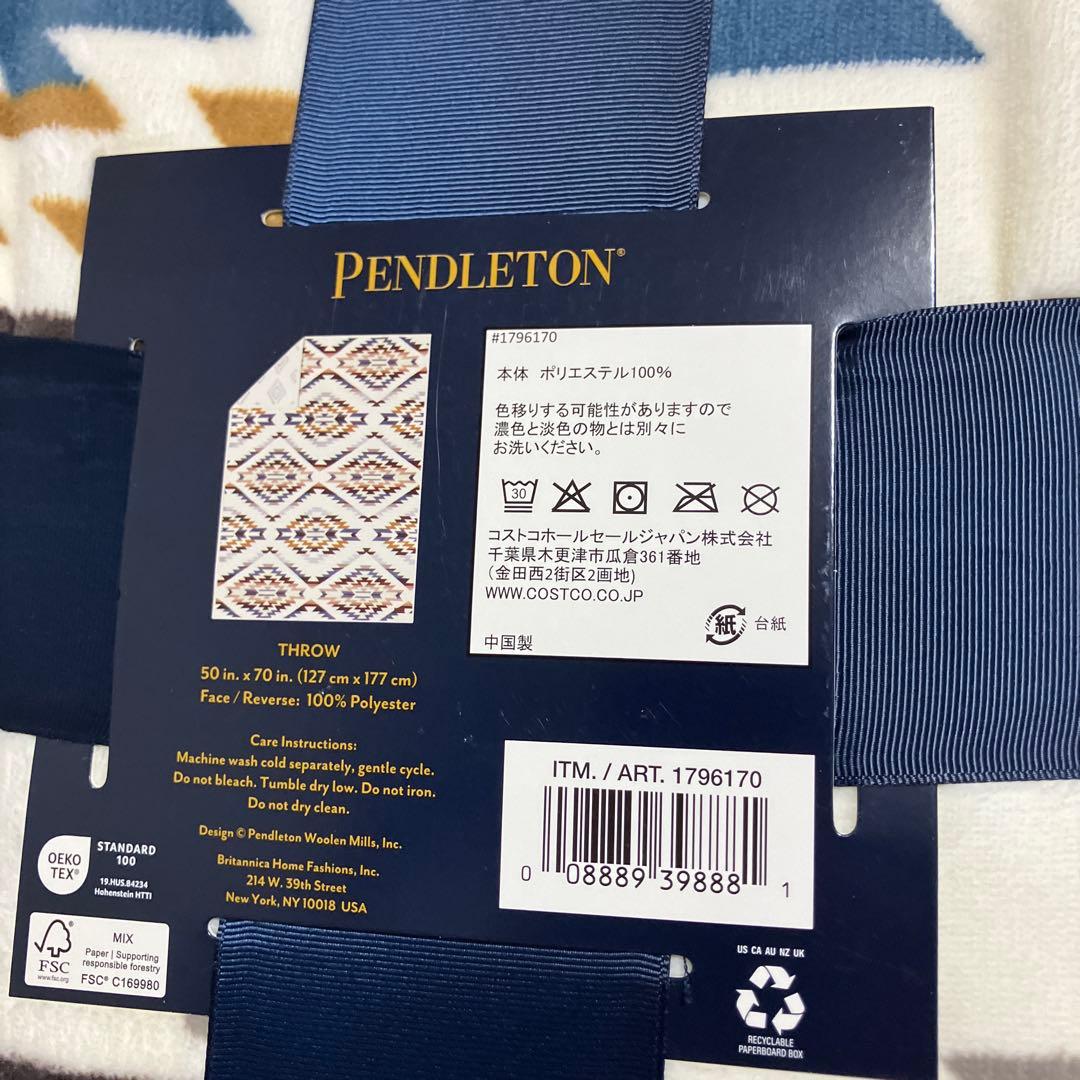 PENDLETON®
#1796170
本体 ポリエステル100%
色移りする可能性がありますので
濃色と淡色の物とは別々に
お洗いください。
30
コストコホールセールジャパン株式会社
千葉県木更津市瓜倉361番地
(金田西2街区2画地)
WWW.COSTCO.CO.JP
紙 台紙
中国製
THROW
50 in. x 70 in. (127 cm x 177 cm)
Face / Reverse: 100% Polyester
Care Instructions:
Machine wash cold separately, gentle cycle.
Do not bleach. Tumble dry low. Do not iron.
Do not dry clean.
Design © Pendleton Woolen Mills, Inc.
Britannica Home Fashions, Inc.
214 W. 39th Street
New York, NY 10018 USA
ITM. / ART. 1796170
0 08889 39888 1
OEKO
TEX®
STANDARD
100
19.HUS.84234
Hohenstein HTTI
FSC
www.fsc.org
MIX
Paper | Supporting
responsible forestry
FSC® C169980
US CA AU NZ UK
RECYCLABLE
PAPERBOARD BOX